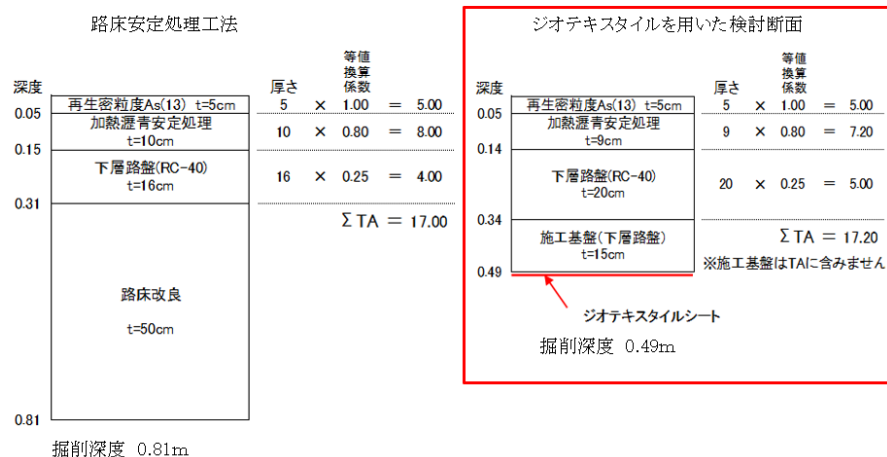 路床安定処理工法
深度
厚さ
等値
換算
係数
再生密粒度As(13) t=5cm
5 × 1.00 = 5.00
0.05
加熱瀝青安定処理
t=10cm
10 × 0.80 = 8.00
0.15
下層路盤(RC-40)
t=16cm
16 × 0.25 = 4.00
0.31
ΣTA = 17.00
路床改良
t=50cm
0.81
掘削深度 0.81m
ジオテキスタイルを用いた検討断面
深度
厚さ
等値
換算
係数
再生密粒度As(13) t=5cm
5 × 1.00 = 5.00
0.05
加熱瀝青安定処理
t=9cm
9 × 0.80 = 7.20
0.14
下層路盤(RC-40)
t=20cm
20 × 0.25 = 5.00
0.34
施工基盤(下層路盤)
t=15cm
ΣTA = 17.20
※施工基盤はTAに含みません
0.49
ジオテキスタイルシート
掘削深度 0.49m